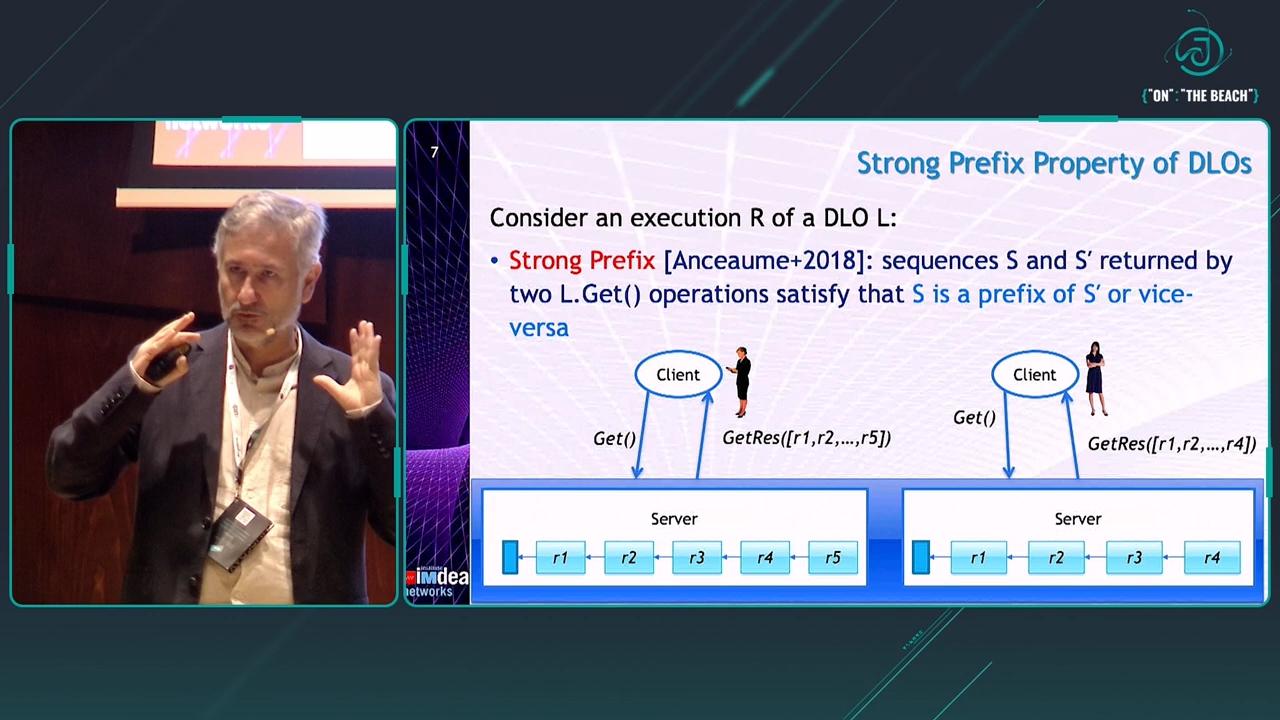 {"ON":"THE BEACH"}
networks
7
Strong Prefix Property of DLOs
Consider an execution R of a DLO L:
• Strong Prefix [Anceaume+2018]: sequences S and S’ returned by
two L.Get() operations satisfy that S is a prefix of S’ or vice-
versa
Client
Get()
GetRes([r1,r2,…,r5])
Client
Get()
GetRes([r1,r2,…,r4])
Server
r1 r2 r3 r4 r5
Server
r1 r2 r3 r4
institute
imdea
networks